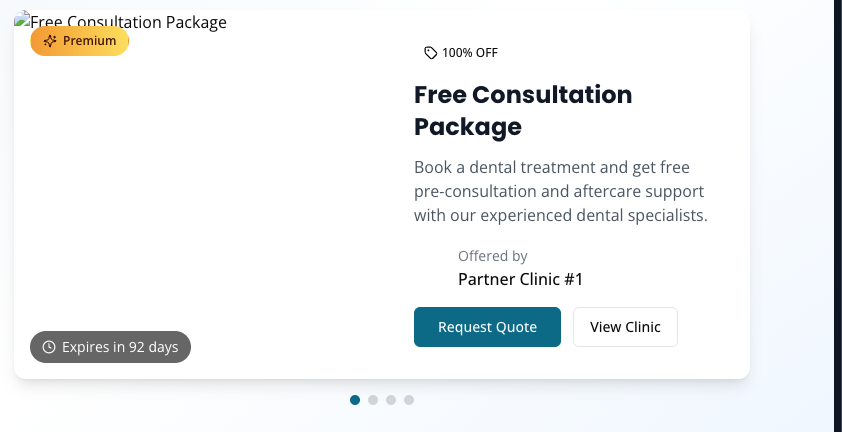 Free Consultation Package
Premium
100% OFF
Free Consultation
Package
Book a dental treatment and get free
pre-consultation and aftercare support
with our experienced dental specialists.
Offered by
Partner Clinic #1
Request Quote
View Clinic
Expires in 92 days